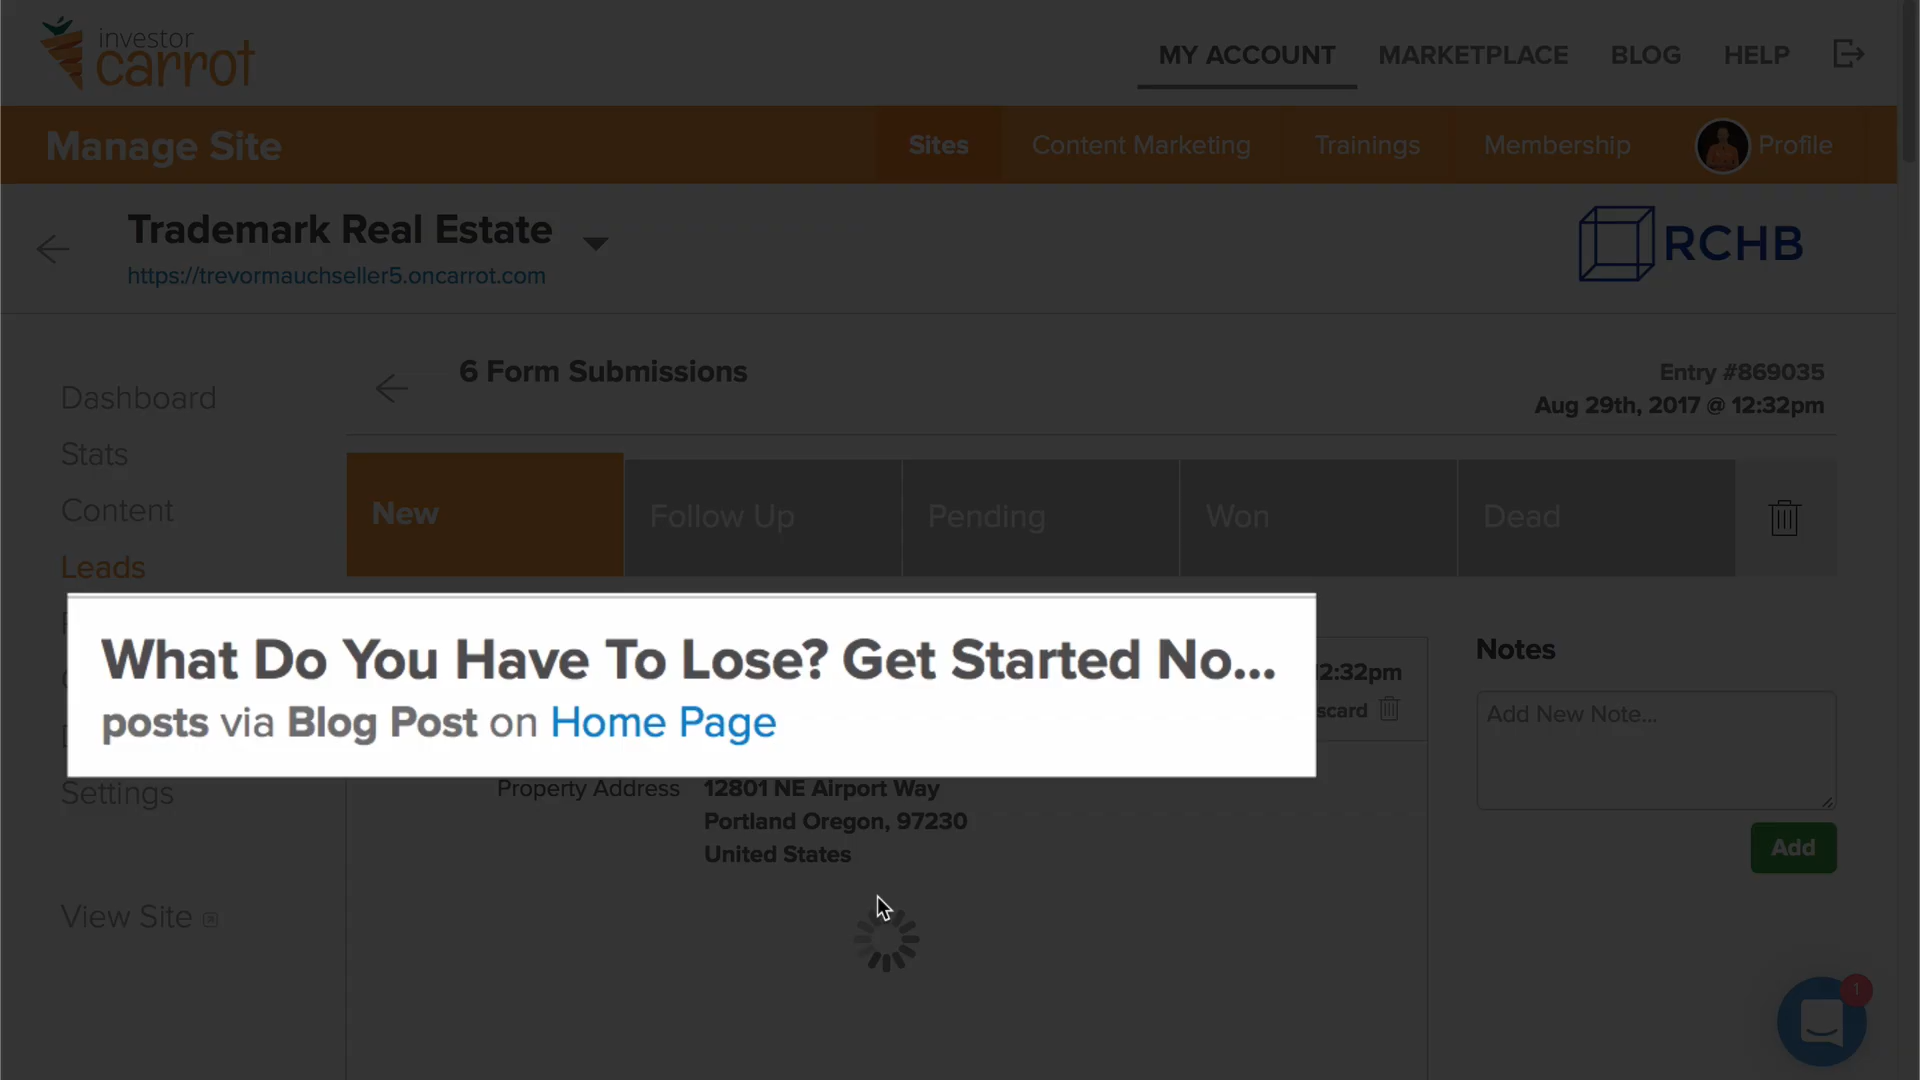 investor
carrot
MY ACCOUNT
MARKETPLACE
BLOG
HELP
Manage Site
Sites
Content Marketing
Trainings
Membership
Profile
Trademark Real Estate
https://trevormauchseller5.oncarrot.com
RCHB
6 Form Submissions
Entry #869035
Aug 29th, 2017 @ 12:32pm
Dashboard
Stats
Content
Leads
Settings
View Site
New
Follow Up
Pending
Won
Dead
What Do You Have To Lose? Get Started No...
posts via Blog Post on Home Page
12:32pm
scard
Property Address
12801 NE Airport Way
Portland Oregon, 97230
United States
Notes
Add New Note...
Add
1